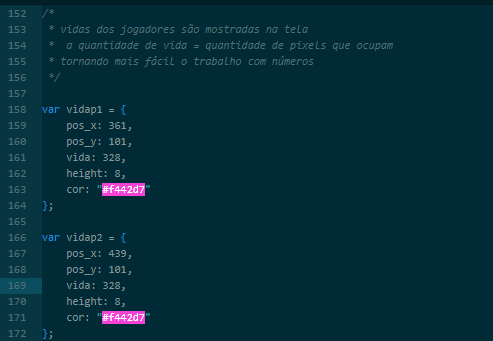 152 /*
153  * vidas dos jogadores são mostradas na tela
154  *  a quantidade de vida = quantidade de pixels que ocupam
155  * tornando mais fácil o trabalho com números
156  */
157
158 var vidap1 = {
159     pos_x: 361,
160     pos_y: 101,
161     vida: 328,
162     height: 8,
163     cor: "#f442d7"
164 };
165
166 var vidap2 = {
167     pos_x: 439,
168     pos_y: 101,
169     vida: 328,
170     height: 8,
171     cor: "#f442d7"
172 };